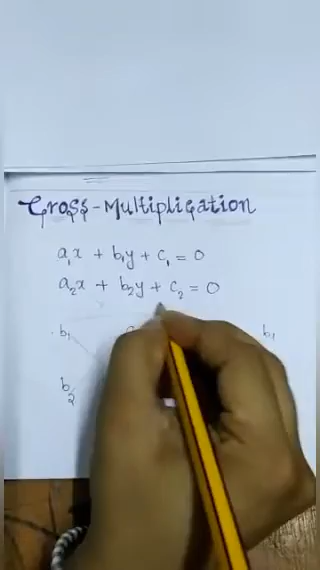 Cross-Multiplication
a₁x + b₁y + c₁ = 0
a₂x + b₂y + c₂ = 0
b₁ b₁
b₂